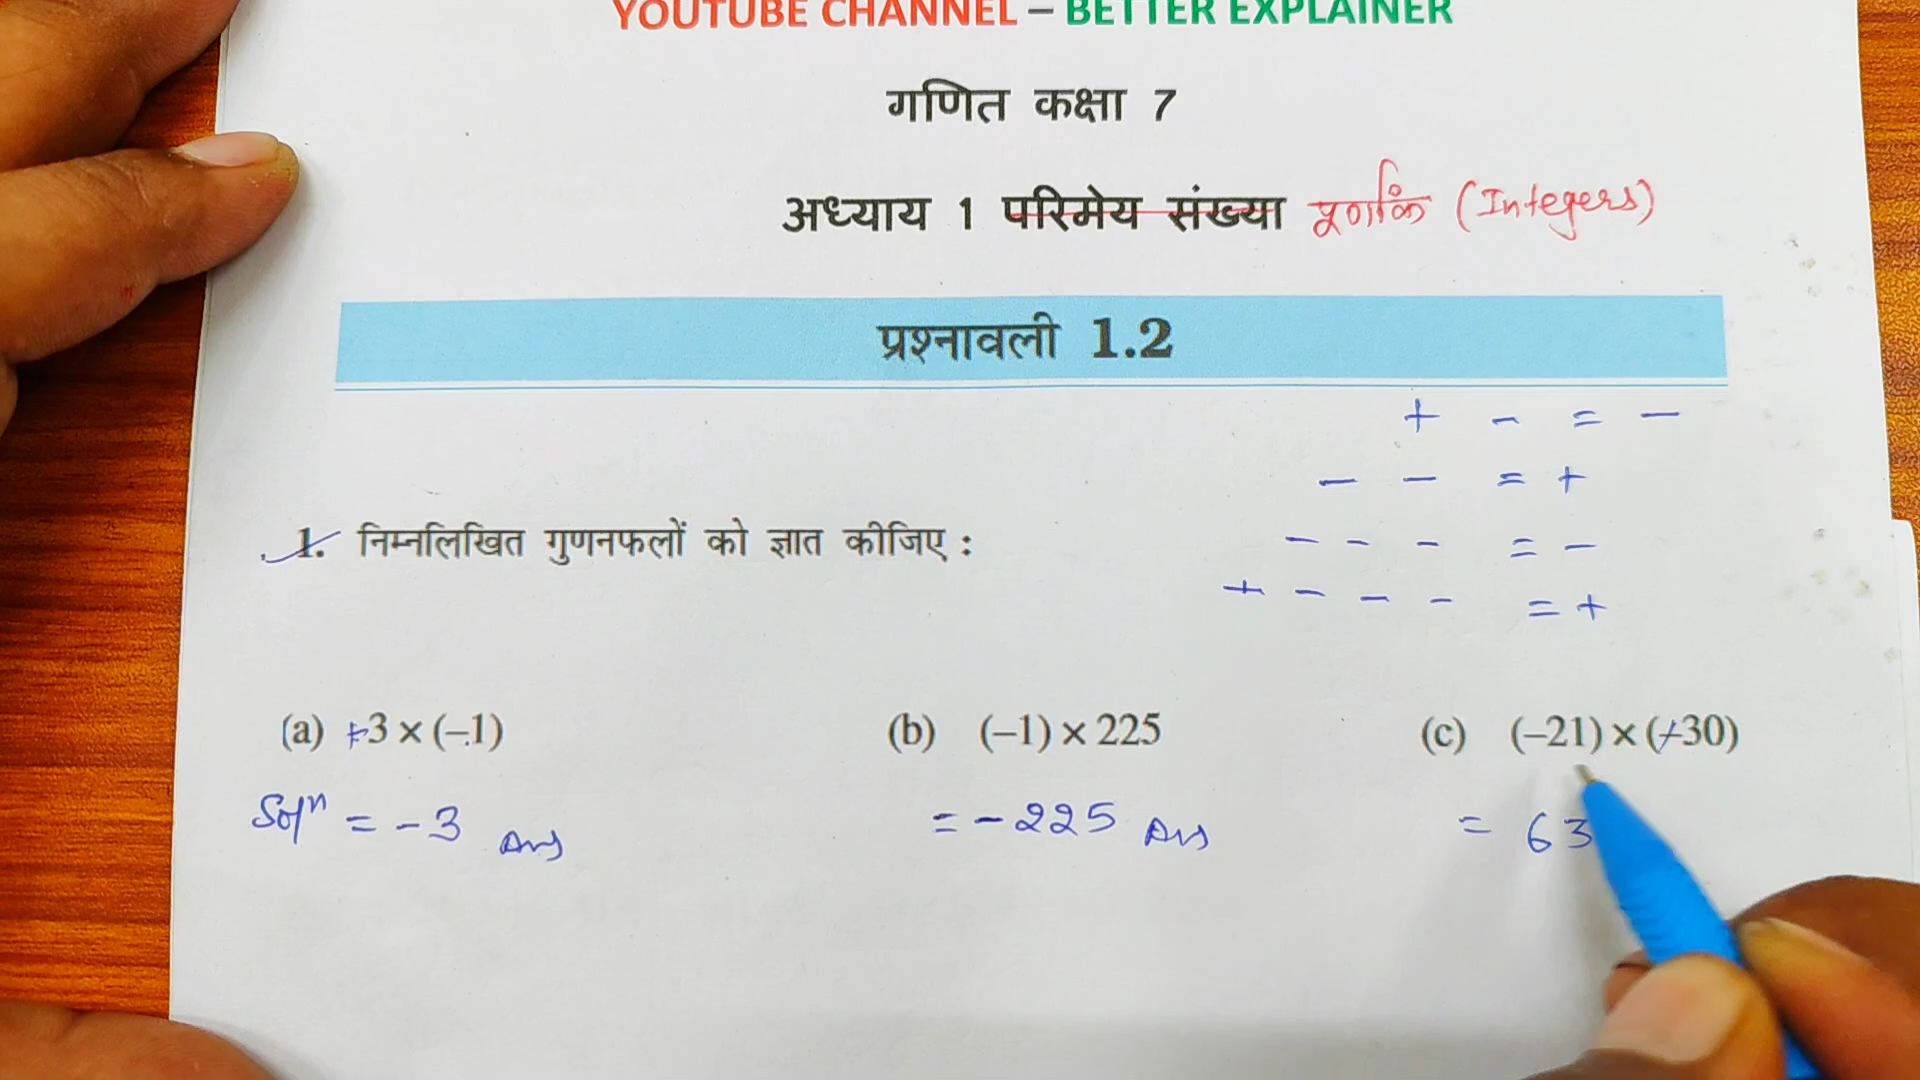 YOUTUBE CHANNEL – BETTER EXPLAINER
गणित कक्षा 7
अध्याय 1 परिमेय संख्या पूर्णांक (Integers)
प्रश्नावली 1.2
+ - = -
- - = +
- - - = -
1. निम्नलिखित गुणनफलों को ज्ञात कीजिए :
+ - - - = +
(a) +3 × (–1) (b) (–1) × 225 (c) (–21) × (–30)
Solⁿ = -3 Ans = -225 Ans = 63